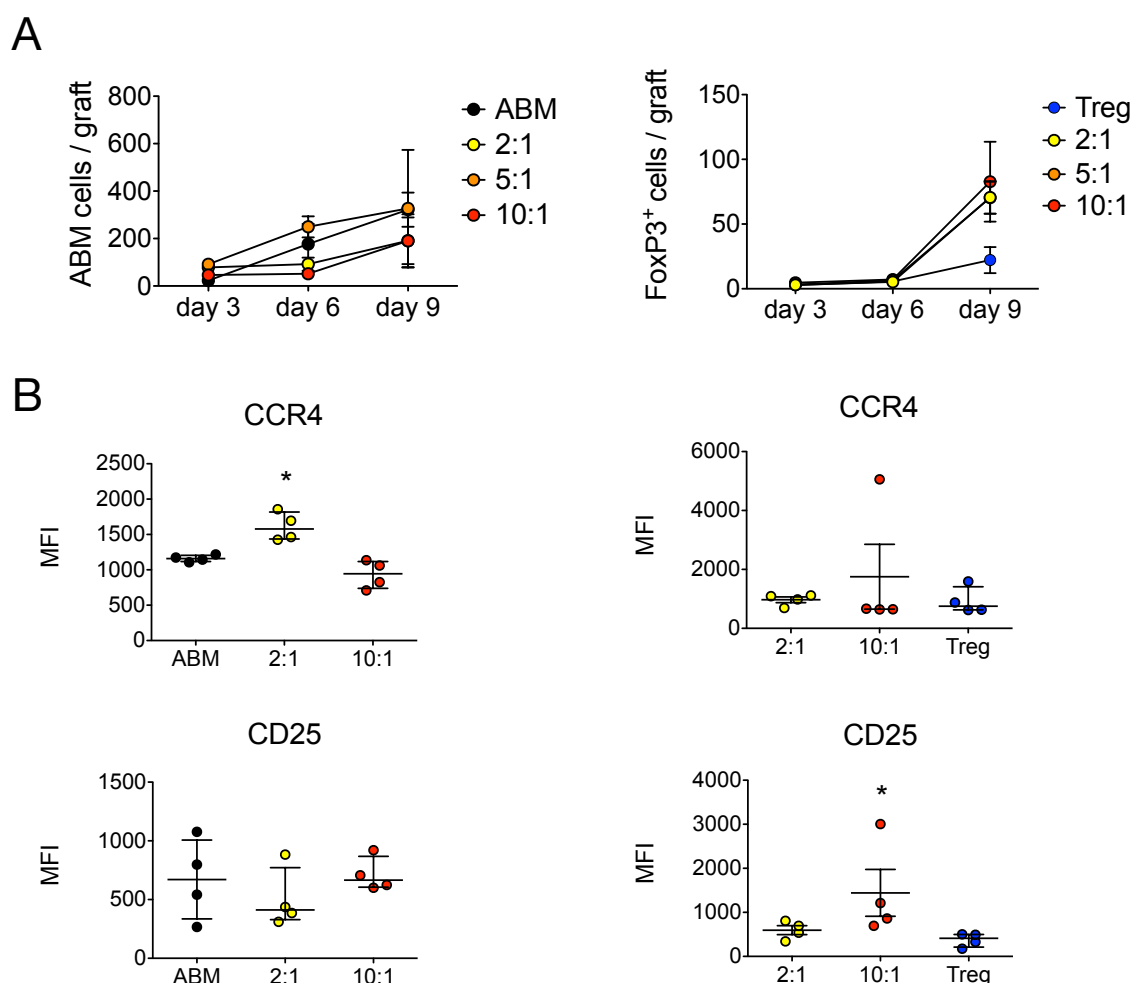 A
ABM cells / graft
800
600
400
200
0
day 3 day 6 day 9
ABM
2:1
5:1
10:1
FoxP3+ cells / graft
150
100
50
0
day 3 day 6 day 9
Treg
2:1
5:1
10:1
B
CCR4
MFI
2500
2000
1500
1000
500
0
*
ABM 2:1 10:1
CCR4
MFI
6000
4000
2000
0
2:1 10:1 Treg
CD25
MFI
1500
1000
500
0
ABM 2:1 10:1
CD25
MFI
4000
3000
2000
1000
0
*
2:1 10:1 Treg